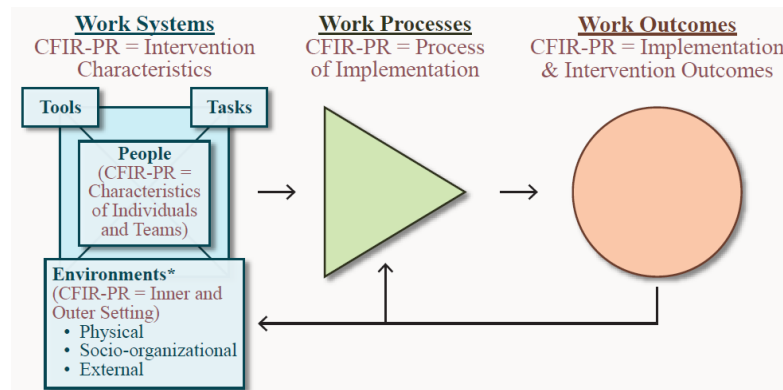 Work Systems
CFIR-PR = Intervention
Characteristics
Tools
Tasks
People
(CFIR-PR =
Characteristics
of Individuals
and Teams)
Environments*
(CFIR-PR = Inner and
Outer Setting)
• Physical
• Socio-organizational
• External
Work Processes
CFIR-PR = Process
of Implementation
Work Outcomes
CFIR-PR = Implementation
& Intervention Outcomes